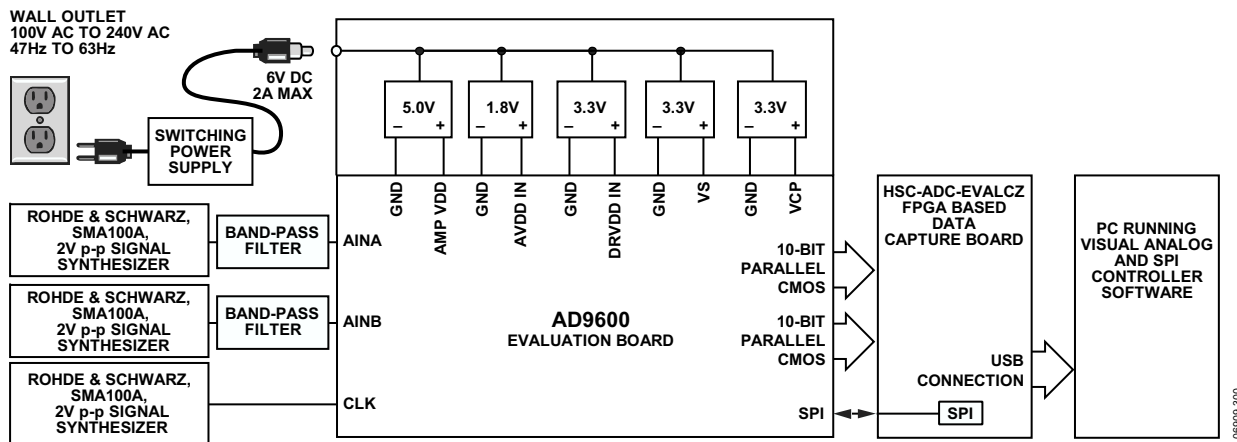 WALL OUTLET
100V AC TO 240V AC
47Hz TO 63Hz
6V DC
2A MAX
SWITCHING
POWER
SUPPLY
5.0V
– +
1.8V
– +
3.3V
– +
3.3V
– +
3.3V
– +
GND
AMP VDD
GND
AVDD IN
GND
DRVDD IN
GND
VS
GND
VCP
ROHDE & SCHWARZ,
SMA100A,
2V p-p SIGNAL
SYNTHESIZER
BAND-PASS
FILTER
AINA
ROHDE & SCHWARZ,
SMA100A,
2V p-p SIGNAL
SYNTHESIZER
BAND-PASS
FILTER
AINB
ROHDE & SCHWARZ,
SMA100A,
2V p-p SIGNAL
SYNTHESIZER
CLK
AD9600
EVALUATION BOARD
10-BIT
PARALLEL
CMOS
10-BIT
PARALLEL
CMOS
SPI
HSC-ADC-EVALCZ
FPGA BASED
DATA
CAPTURE BOARD
USB
CONNECTION
SPI
PC RUNNING
VISUAL ANALOG
AND SPI
CONTROLLER
SOFTWARE
06909-300